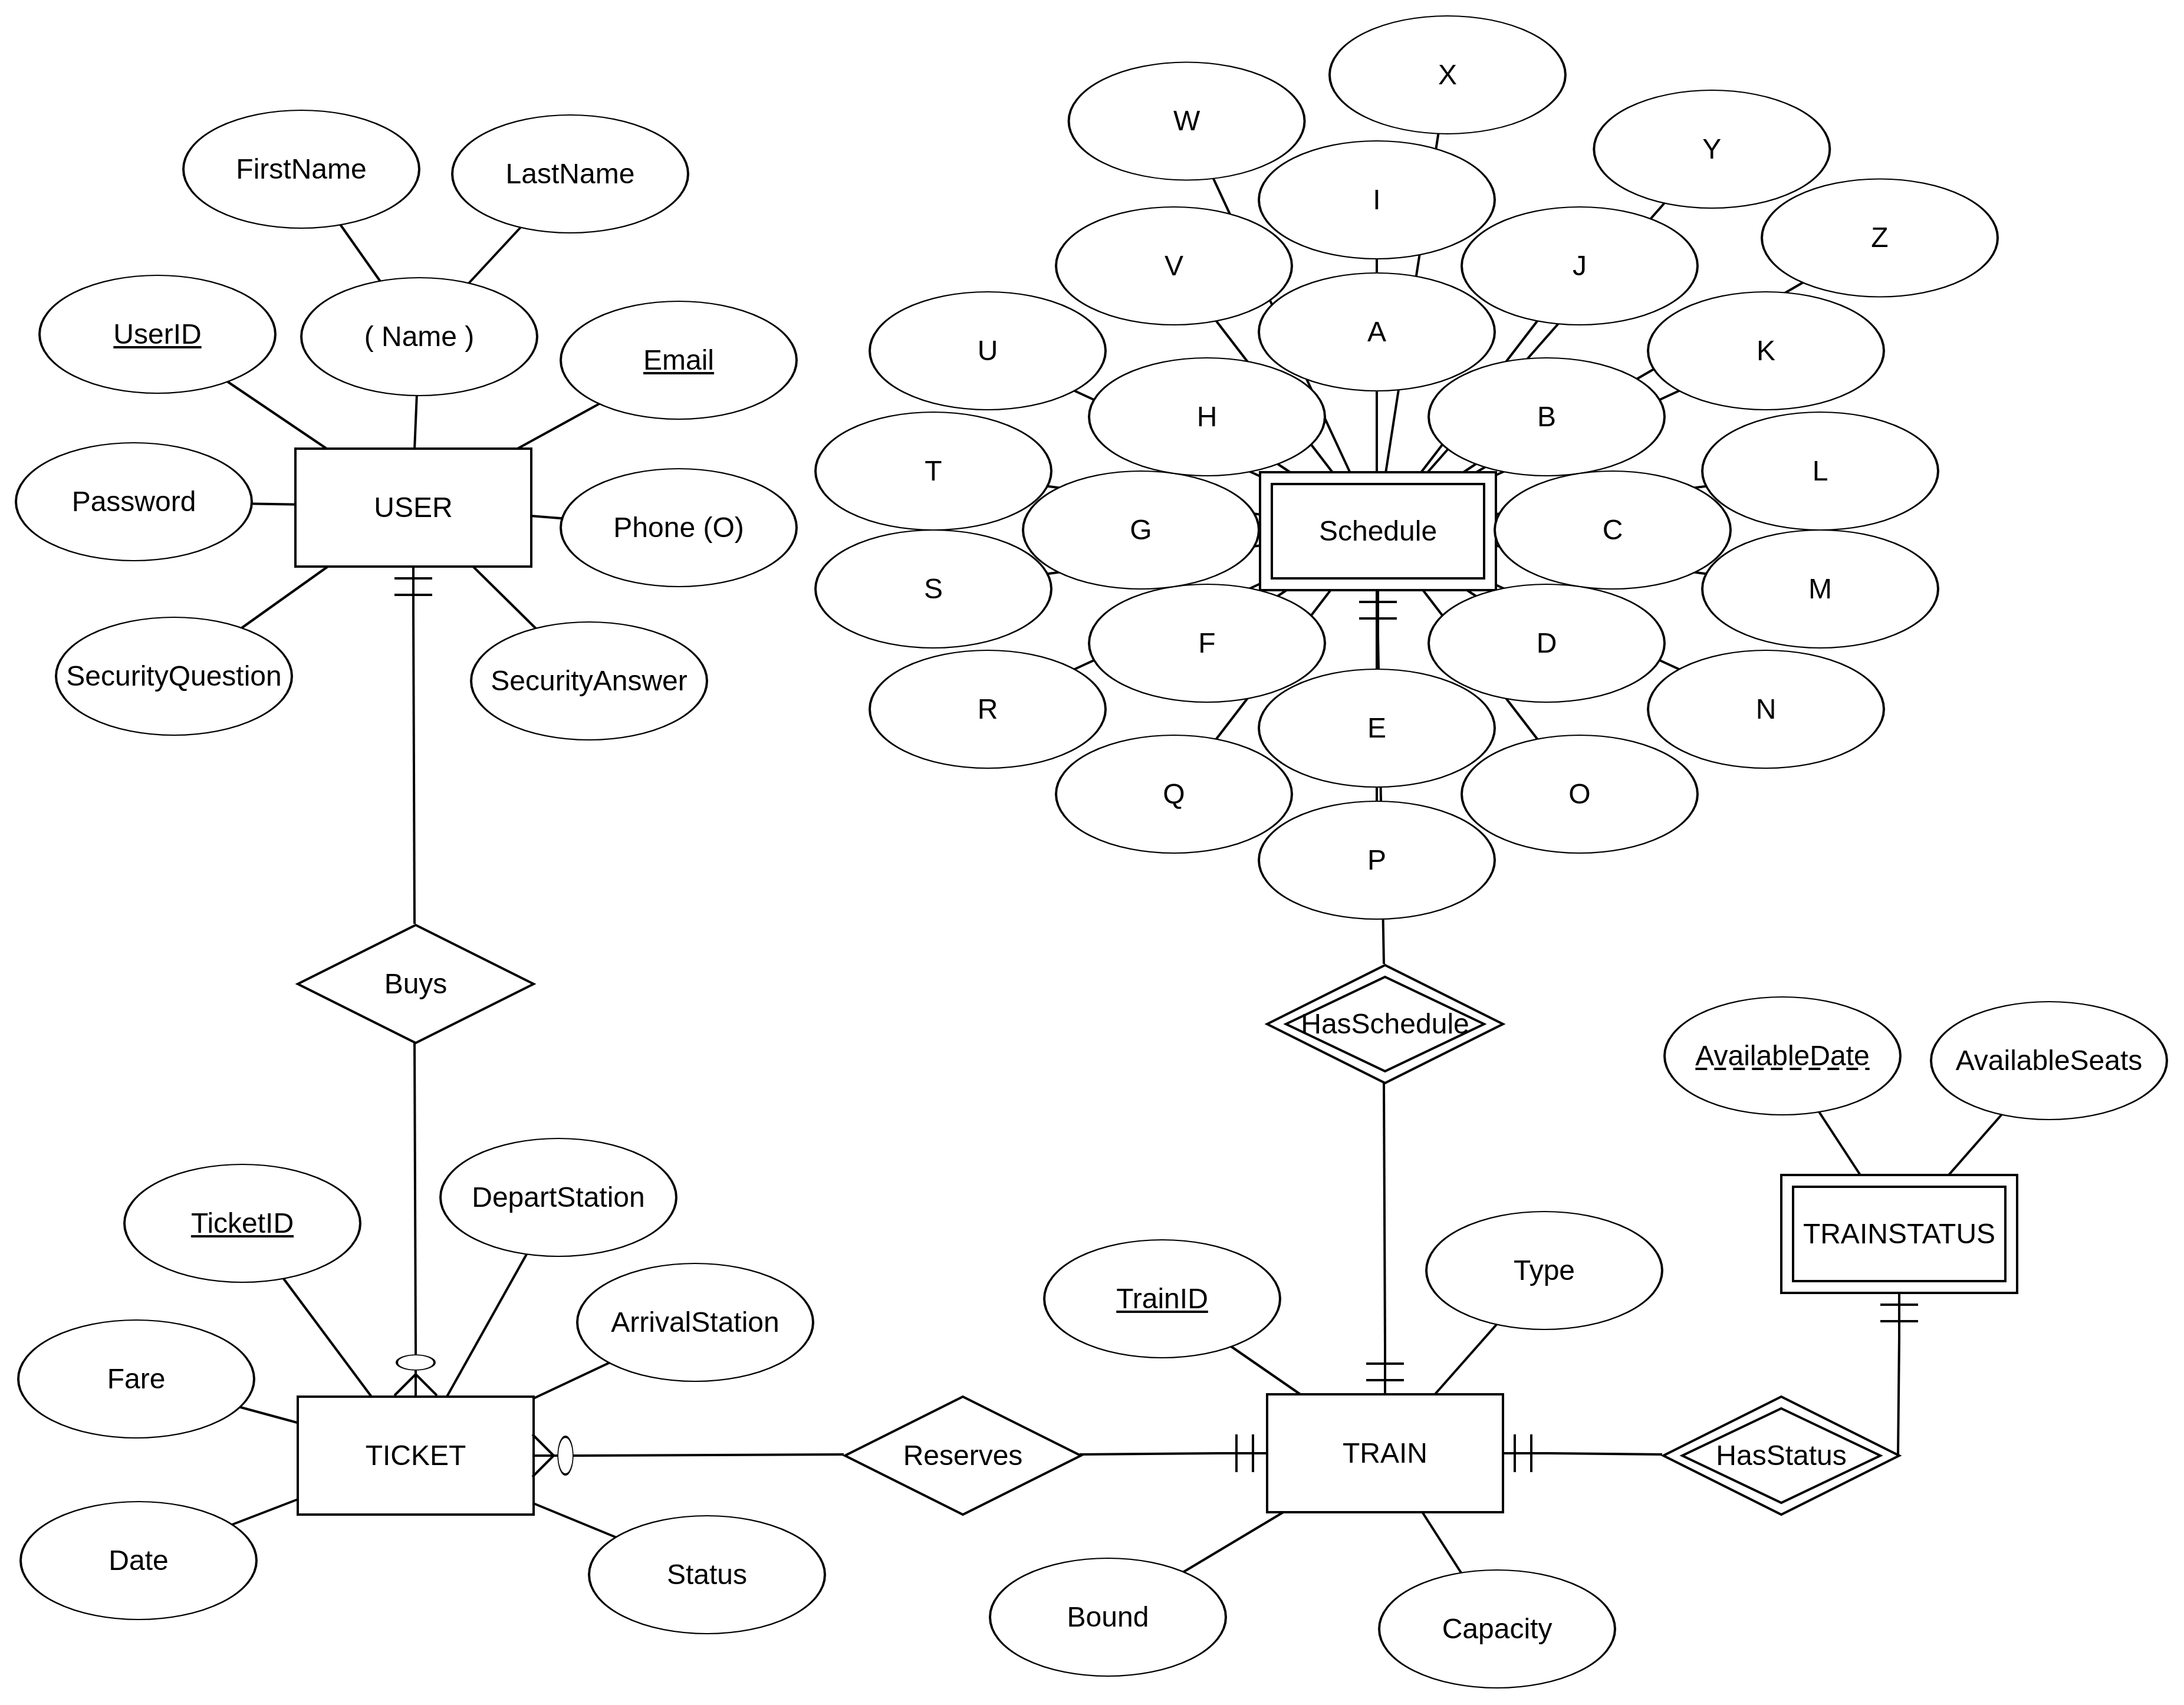 X
W
Y
FirstName
LastName
I
Z
V
J
A
UserID
( Name )
Email
U
K
H
B
T
L
Password
USER
Phone (O)
G
Schedule
C
S
M
F
D
SecurityQuestion
SecurityAnswer
R
E
N
Q
O
P
Buys
HasSchedule
AvailableDate
AvailableSeats
DepartStation
TicketID
TRAINSTATUS
Type
TrainID
ArrivalStation
Fare
TICKET
Reserves
TRAIN
HasStatus
Date
Status
Bound
Capacity